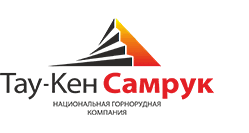 Тау-Кен Самрук
НАЦИОНАЛЬНАЯ ГОРНОРУДНАЯ
КОМПАНИЯ